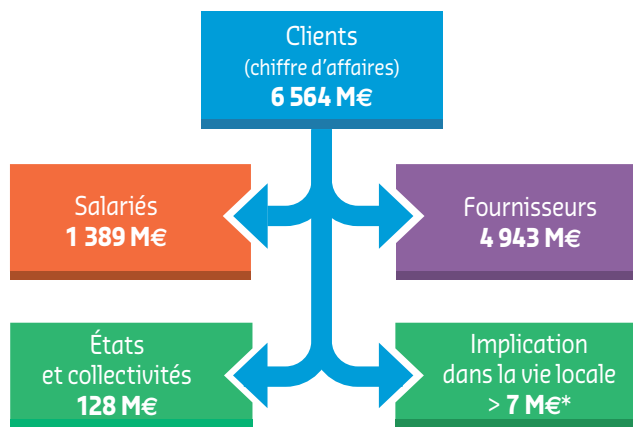 Clients
(chiffre d'affaires)
6 564 M€
Salariés
1 389 M€
Fournisseurs
4 943 M€
États
et collectivités
128 M€
Implication
dans la vie locale
> 7 M€*